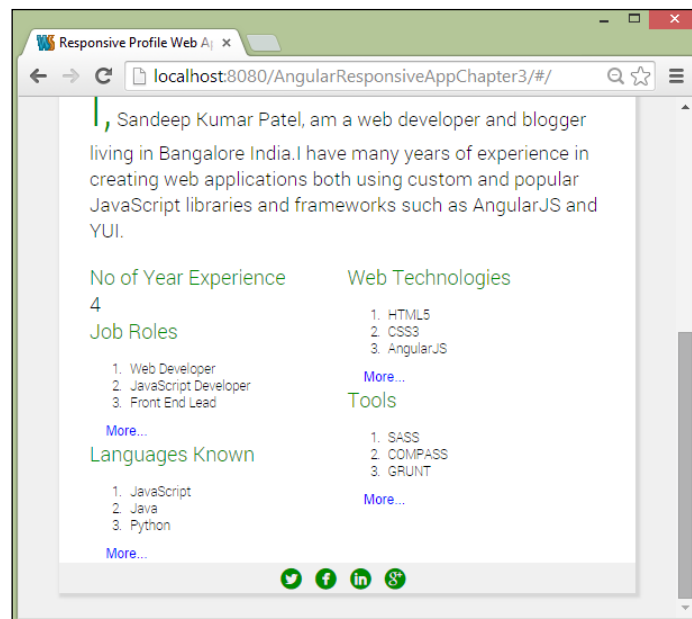 Responsive Profile Web Ap
localhost:8080/AngularResponsiveAppChapter3/#/
I, Sandeep Kumar Patel, am a web developer and blogger
living in Bangalore India.I have many years of experience in
creating web applications both using custom and popular
JavaScript libraries and frameworks such as AngularJS and
YUI.
No of Year Experience
4
Job Roles
1. Web Developer
2. JavaScript Developer
3. Front End Lead
More...
Languages Known
1. JavaScript
2. Java
3. Python
More...
Web Technologies
1. HTML5
2. CSS3
3. AngularJS
More...
Tools
1. SASS
2. COMPASS
3. GRUNT
More...